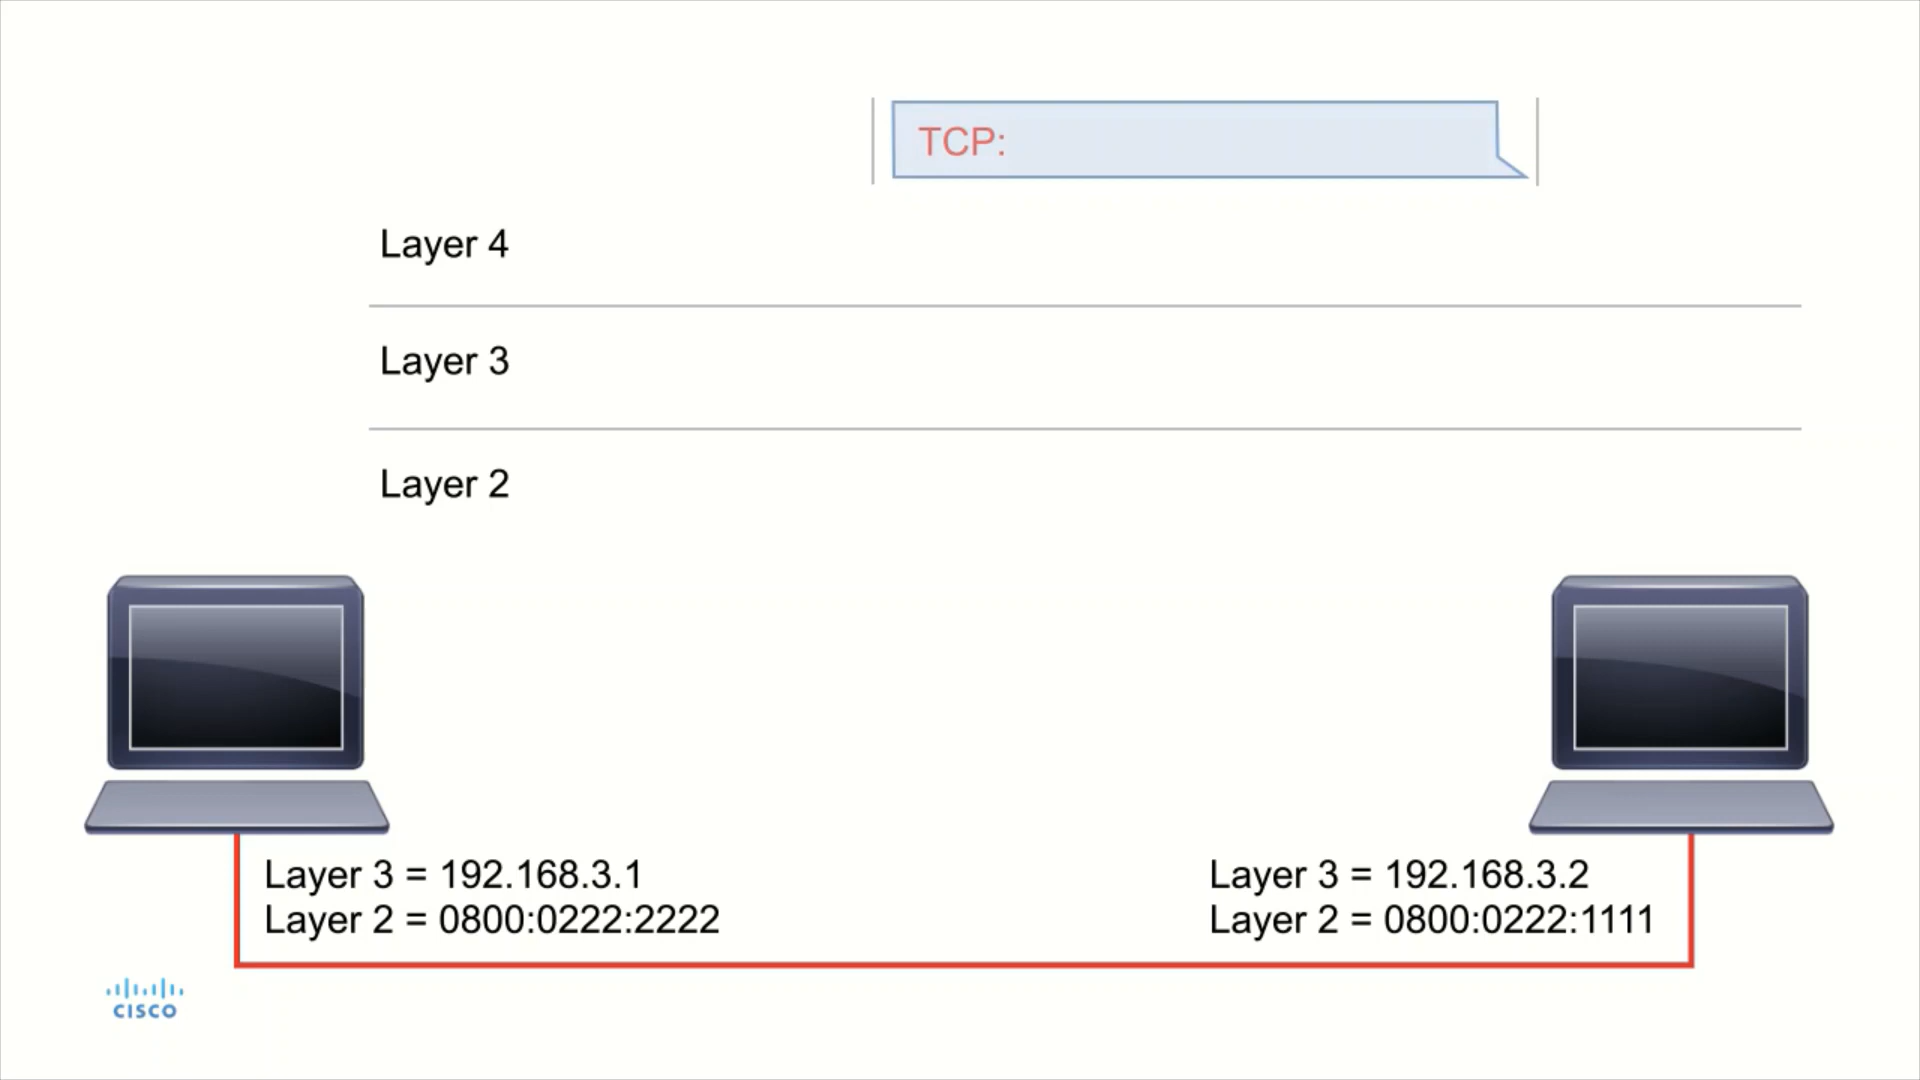 TCP:
Layer 4
Layer 3
Layer 2
Layer 3 = 192.168.3.1
Layer 2 = 0800:0222:2222
Layer 3 = 192.168.3.2
Layer 2 = 0800:0222:1111
CISCO